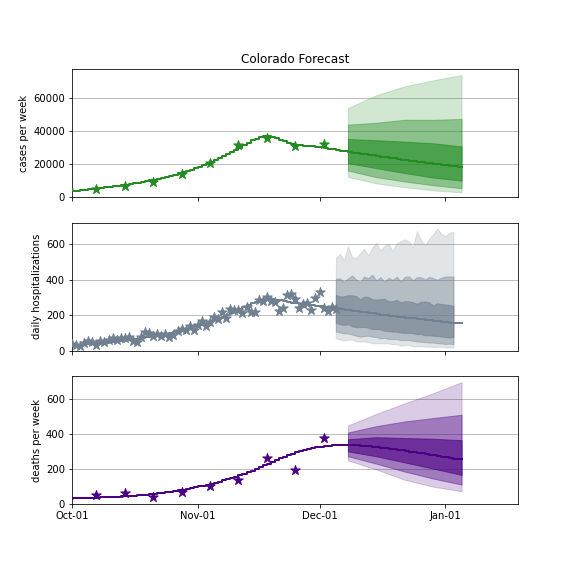 Colorado Forecast
cases per week
60000
40000
20000
0
daily hospitalizations
600
400
200
0
deaths per week
600
400
200
0
Oct-01 Nov-01 Dec-01 Jan-01